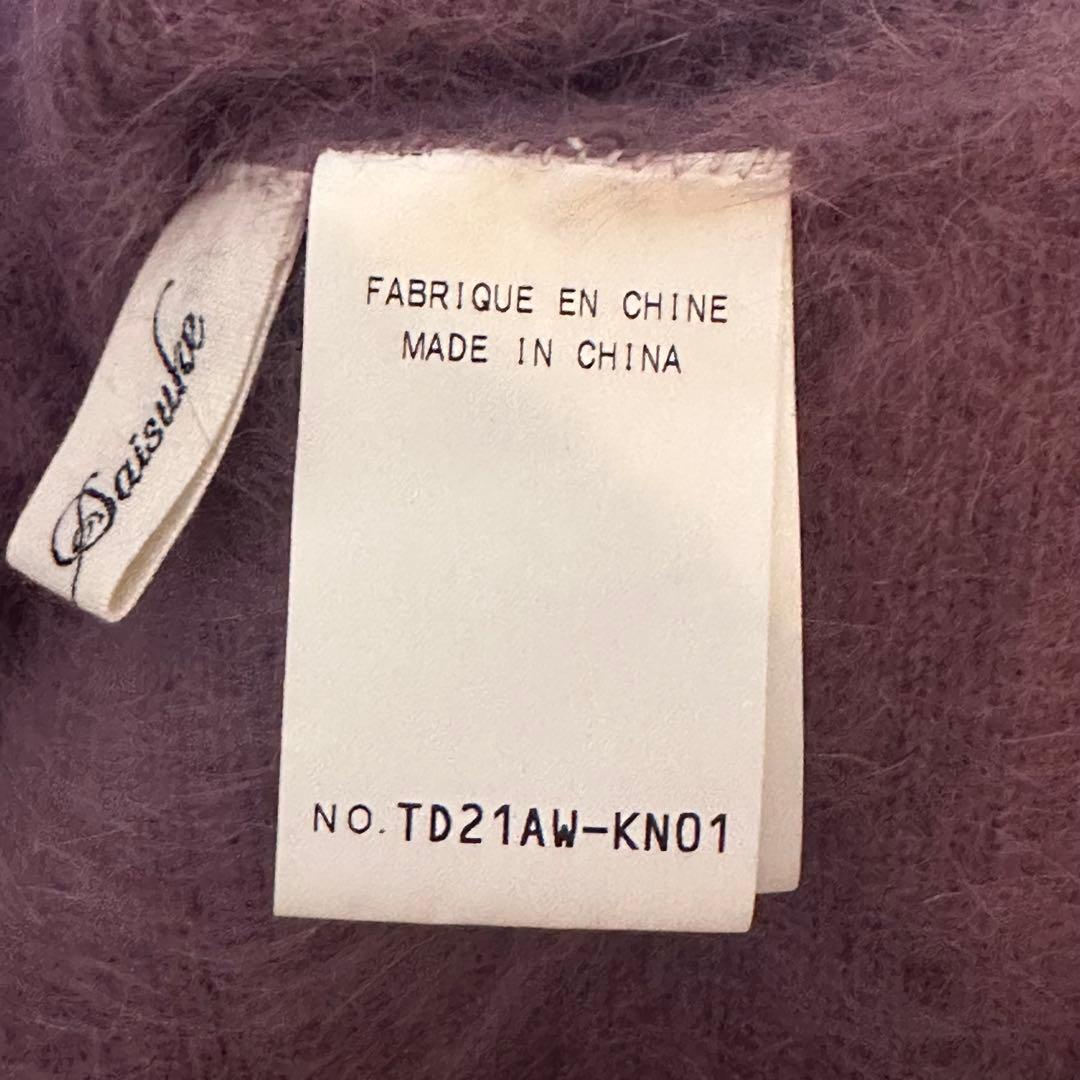 Daisuke
FABRIQUE EN CHINE
MADE IN CHINA
NO. TD21AW-KN01